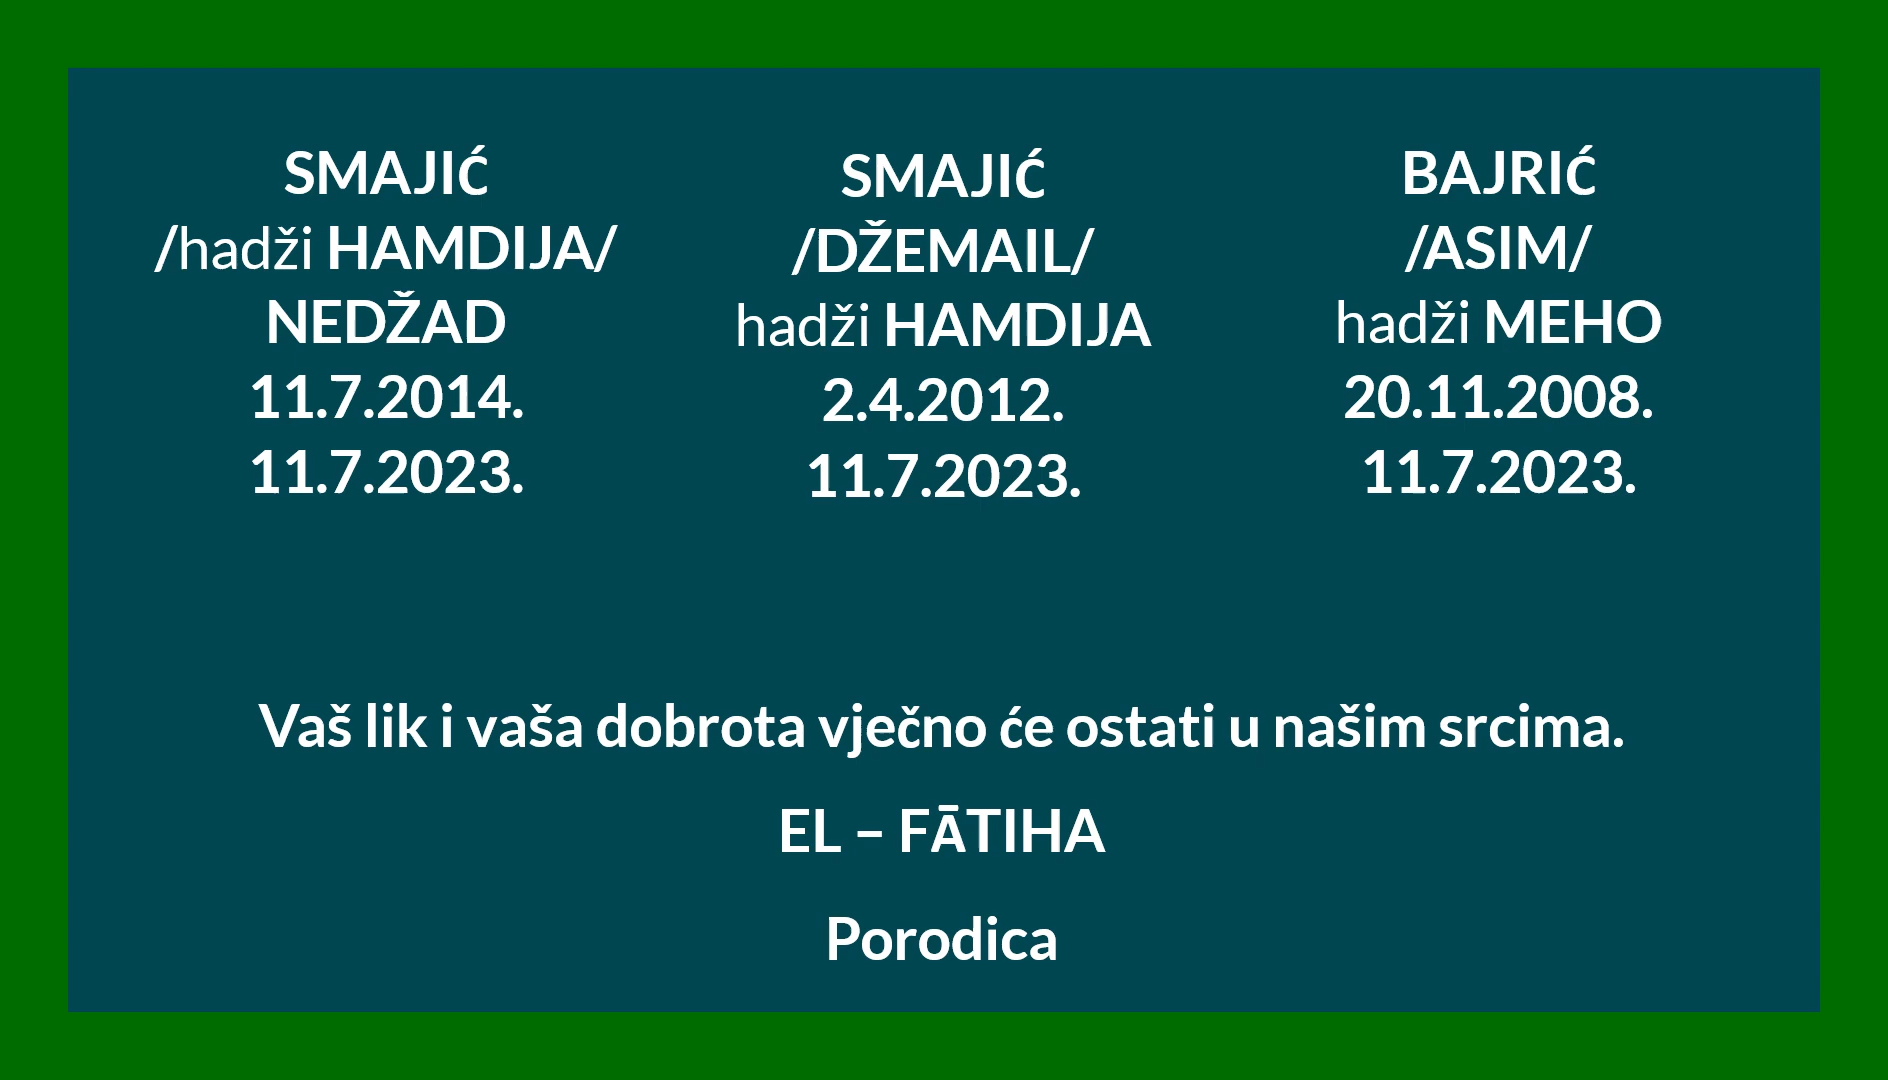 SMAJIĆ
/hadži HAMDIJA/
NEDŽAD
11.7.2014.
11.7.2023.
SMAJIĆ
/DŽEMAIL/
hadži HAMDIJA
2.4.2012.
11.7.2023.
BAJRIĆ
/ASIM/
hadži MEHO
20.11.2008.
11.7.2023.
Vaš lik i vaša dobrota vječno će ostati u našim srcima.
EL – FĀTIHA
Porodica